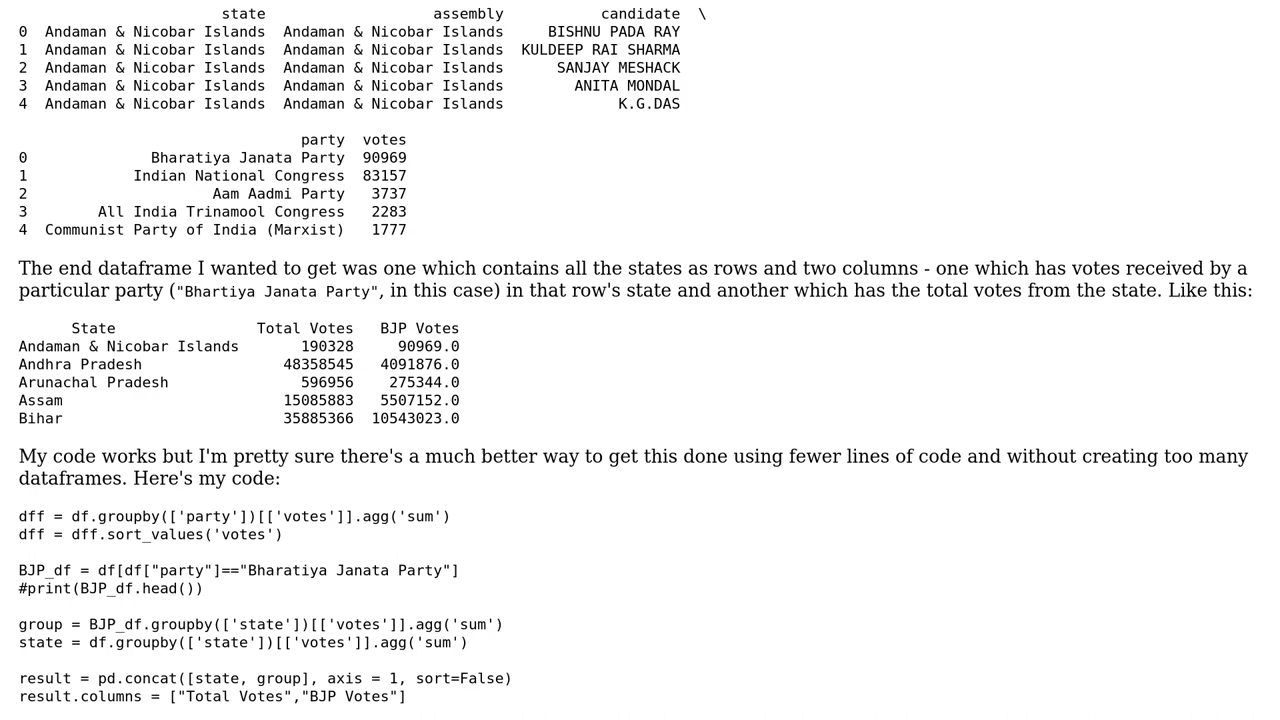 state                   assembly           candidate  \
0  Andaman & Nicobar Islands  Andaman & Nicobar Islands     BISHNU PADA RAY
1  Andaman & Nicobar Islands  Andaman & Nicobar Islands  KULDEEP RAI SHARMA
2  Andaman & Nicobar Islands  Andaman & Nicobar Islands      SANJAY MESHACK
3  Andaman & Nicobar Islands  Andaman & Nicobar Islands        ANITA MONDAL
4  Andaman & Nicobar Islands  Andaman & Nicobar Islands             K.G.DAS

                                party  votes
0              Bharatiya Janata Party  90969
1            Indian National Congress  83157
2                     Aam Aadmi Party   3737
3        All India Trinamool Congress   2283
4  Communist Party of India (Marxist)   1777

The end dataframe I wanted to get was one which contains all the states as rows and two columns - one which has votes received by a
particular party ("Bhartiya Janata Party", in this case) in that row's state and another which has the total votes from the state. Like this:

      State                Total Votes   BJP Votes
Andaman & Nicobar Islands       190328     90969.0
Andhra Pradesh                48358545   4091876.0
Arunachal Pradesh               596956    275344.0
Assam                         15085883   5507152.0
Bihar                         35885366  10543023.0

My code works but I'm pretty sure there's a much better way to get this done using fewer lines of code and without creating too many
dataframes. Here's my code:

dff = df.groupby(['party'])[['votes']].agg('sum')
dff = dff.sort_values('votes')

BJP_df = df[df["party"]=="Bharatiya Janata Party"]
#print(BJP_df.head())

group = BJP_df.groupby(['state'])[['votes']].agg('sum')
state = df.groupby(['state'])[['votes']].agg('sum')

result = pd.concat([state, group], axis = 1, sort=False)
result.columns = ["Total Votes","BJP Votes"]